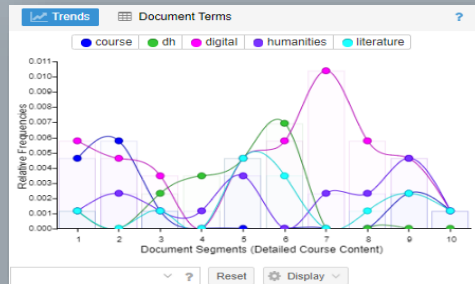 Trends Document Terms ?
course dh digital humanities literature
0.011
0.010
0.009
0.008
0.007
0.006
0.005
0.004
0.003
0.002
0.001
0.000
Relative Frequencies
1 2 3 4 5 6 7 8 9 10
Document Segments (Detailed Course Content)
? Reset Display